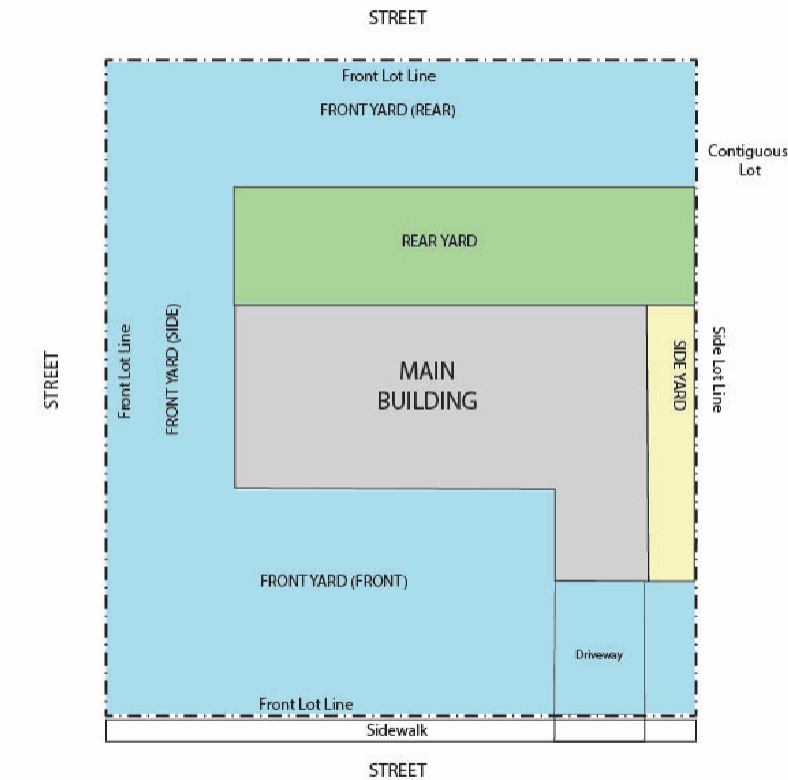 STREET
Front Lot Line
FRONT YARD (REAR)
Contiguous
Lot
REAR YARD
STREET
Front Lot Line
FRONT YARD (SIDE)
MAIN
BUILDING
SIDE YARD
Side Lot Line
FRONT YARD (FRONT)
Driveway
Front Lot Line
Sidewalk
STREET